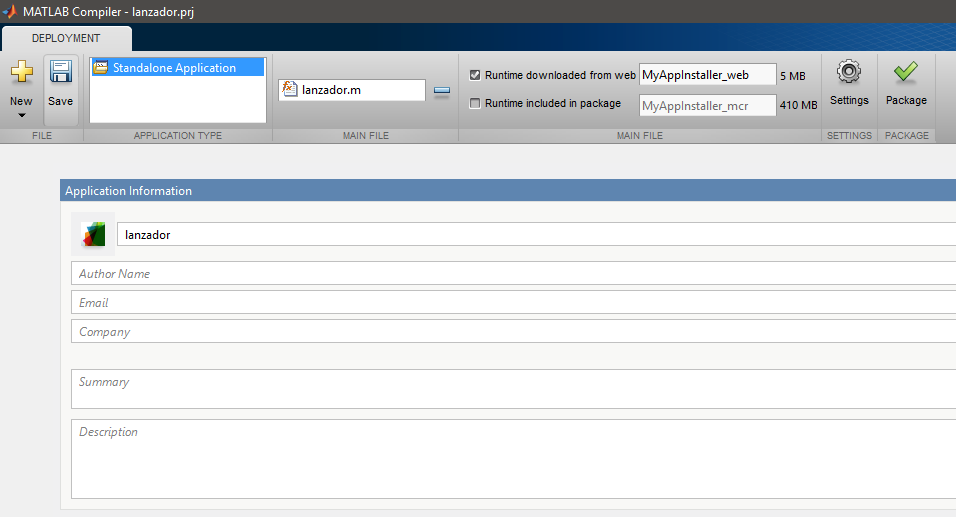 MATLAB Compiler - lanzador.prj
DEPLOYMENT
New
Save
Standalone Application
lanzador.m
Runtime downloaded from web MyAppInstaller_web 5 MB
Runtime included in package MyAppInstaller_mcr 410 MB
Settings
Package
FILE APPLICATION TYPE MAIN FILE MAIN FILE SETTINGS PACKAGE
Application Information
lanzador
Author Name
Email
Company
Summary
Description